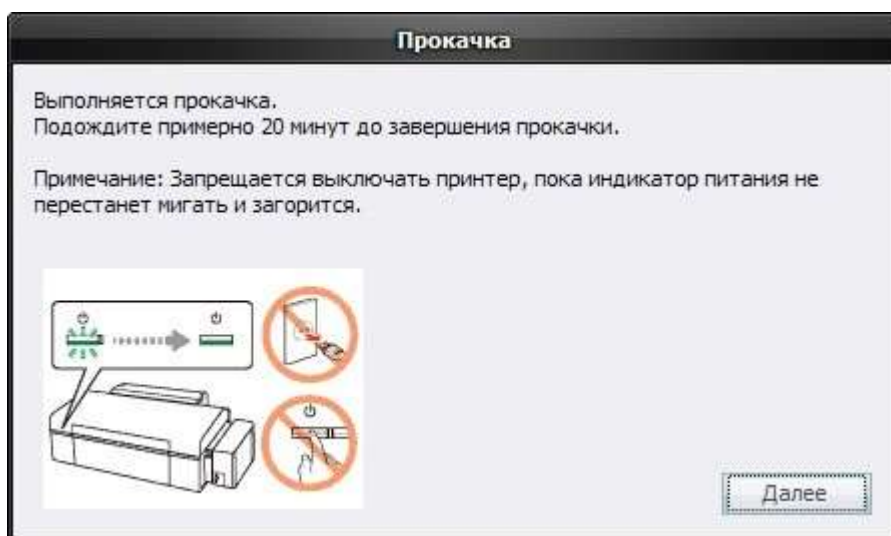 Прокачка
Выполняется прокачка.
Подождите примерно 20 минут до завершения прокачки.
Примечание: Запрещается выключать принтер, пока индикатор питания не
перестанет мигать и загорится.
Далее